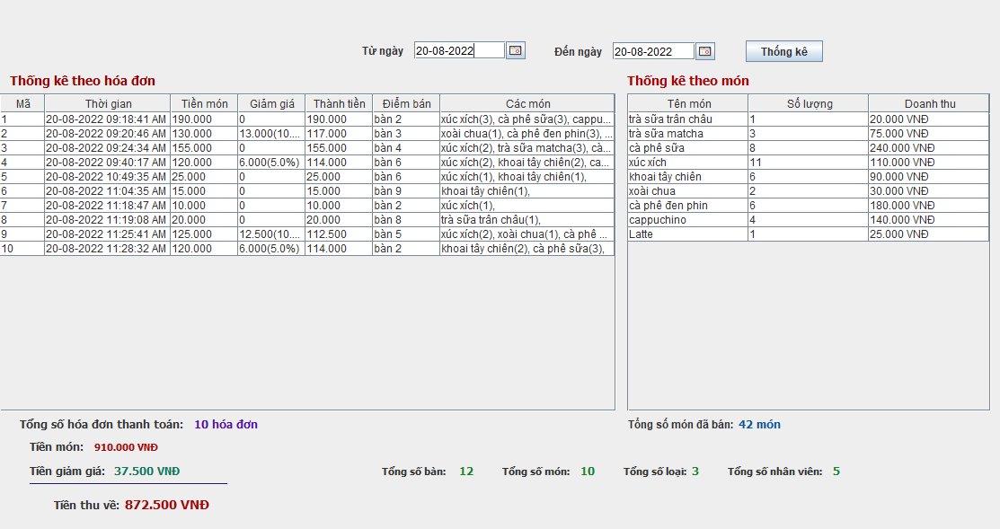 Từ ngày 20-08-2022 Đến ngày 20-08-2022 Thống kê
Thống kê theo hóa đơn
Mã Thời gian Tiền món Giảm giá Thành tiền Điểm bán Các món
1 20-08-2022 09:18:41 AM 190.000 0 190.000 bàn 2 xúc xích(3), cà phê sữa(3), cappu...
2 20-08-2022 09:20:46 AM 130.000 13.000(10.... 117.000 bàn 3 xoài chua(1), cà phê đen phin(3), ...
3 20-08-2022 09:24:34 AM 155.000 0 155.000 bàn 4 xúc xích(2), trà sữa matcha(3), cà...
4 20-08-2022 09:40:17 AM 120.000 6.000(5.0%) 114.000 bàn 6 xúc xích(2), khoai tây chiên(2), ca...
5 20-08-2022 10:49:35 AM 25.000 0 25.000 bàn 6 xúc xích(1), khoai tây chiên(1),
6 20-08-2022 11:04:35 AM 15.000 0 15.000 bàn 9 khoai tây chiên(1),
7 20-08-2022 11:18:47 AM 10.000 0 10.000 bàn 2 xúc xích(1),
8 20-08-2022 11:19:08 AM 20.000 0 20.000 bàn 8 trà sữa trân châu(1),
9 20-08-2022 11:25:41 AM 125.000 12.500(10.... 112.500 bàn 5 xúc xích(2), xoài chua(1), cà phê ...
10 20-08-2022 11:28:32 AM 120.000 6.000(5.0%) 114.000 bàn 2 khoai tây chiên(2), cà phê sữa(3),
Thống kê theo món
Tên món Số lượng Doanh thu
trà sữa trân châu 1 20.000 VNĐ
trà sữa matcha 3 75.000 VNĐ
cà phê sữa 8 240.000 VNĐ
xúc xích 11 110.000 VNĐ
khoai tây chiên 6 90.000 VNĐ
xoài chua 2 30.000 VNĐ
cà phê đen phin 6 180.000 VNĐ
cappuchino 4 140.000 VNĐ
Latte 1 25.000 VNĐ
Tổng số hóa đơn thanh toán: 10 hóa đơn
Tổng số món đã bán: 42 món
Tiền món: 910.000 VNĐ
Tiền giảm giá: 37.500 VNĐ
Tổng số bàn: 12 Tổng số món: 10 Tổng số loại: 3 Tổng số nhân viên: 5
Tiền thu về: 872.500 VNĐ